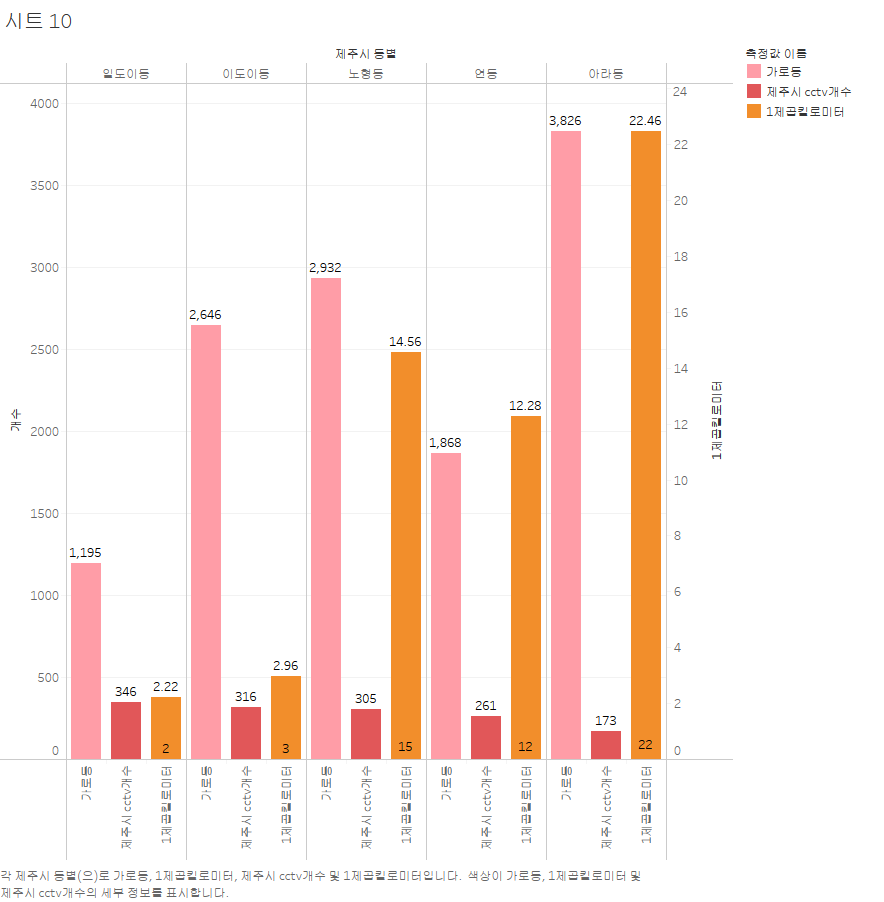 시트 10
제주시 동별
일도이동 이도이동 노형동 연동 아라동
측정값 이름
가로등
제주시 cctv개수
1제곱킬로미터
개수
4000
3500
3000
2500
2000
1500
1000
500
0
1,195
346
2.22
2
2,646
316
2.96
3
2,932
305
14.56
15
1,868
261
12.28
12
3,826
173
22.46
22
24
22
20
18
16
14
12
10
8
6
4
2
0
1제곱킬로미터
가로등
제주시 cctv개수
1제곱킬로미터
가로등
제주시 cctv개수
1제곱킬로미터
가로등
제주시 cctv개수
1제곱킬로미터
가로등
제주시 cctv개수
1제곱킬로미터
가로등
제주시 cctv개수
1제곱킬로미터
각 제주시 동별(으)로 가로등, 1제곱킬로미터, 제주시 cctv개수 및 1제곱킬로미터입니다. 색상이 가로등, 1제곱킬로미터 및
제주시 cctv개수의 세부 정보를 표시합니다.